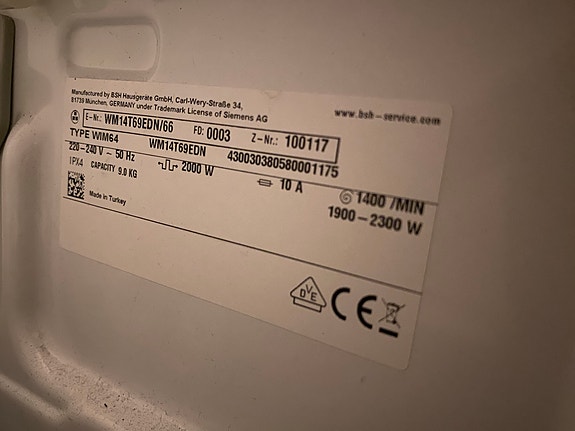 Manufactured by BSH Hausgeräte GmbH, Carl-Wery-Straße 34,
81739 München, GERMANY under Trademark License of Siemens AG
www.bsh-service.com
E-Nr.: WM14T69EDN/66 FD: 0003 Z-Nr.: 100117
TYPE WIM64 WM14T69EDN 430030380580001175
220-240 V ~ 50 Hz 2000 W 10 A 1400 /MIN
IPX4 CAPACITY 9.0 KG 1900-2300 W
Made in Turkey
DVE CE